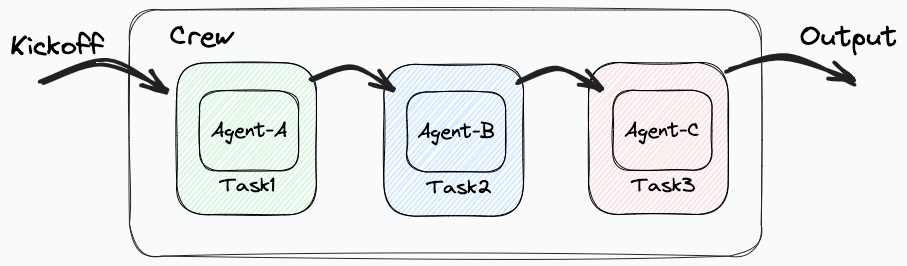 Kickoff
Crew
Output
Agent-A
Agent-B
Agent-C
Task1
Task2
Task3